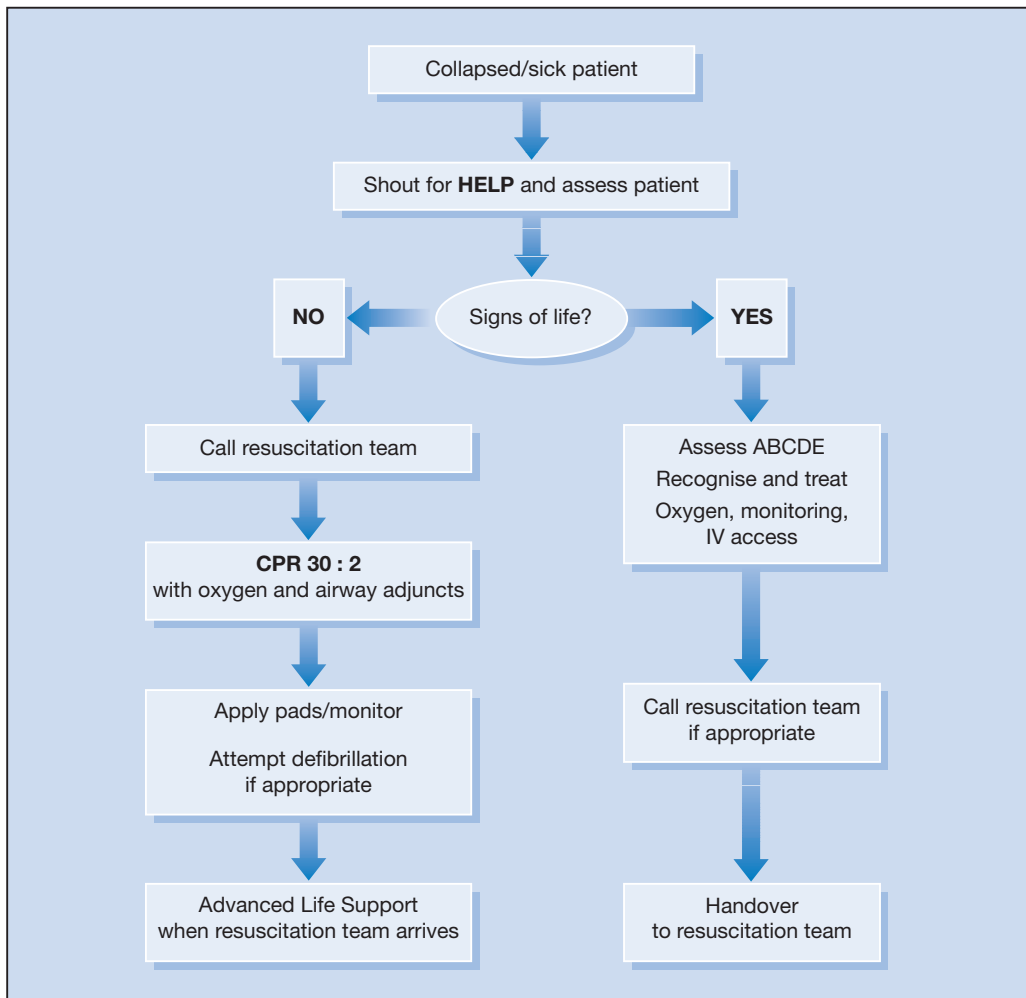 Collapsed/sick patient
Shout for HELP and assess patient
Signs of life?
NO
YES
Call resuscitation team
CPR 30 : 2
with oxygen and airway adjuncts
Apply pads/monitor
Attempt defibrillation
if appropriate
Advanced Life Support
when resuscitation team arrives
Assess ABCDE
Recognise and treat
Oxygen, monitoring,
IV access
Call resuscitation team
if appropriate
Handover
to resuscitation team